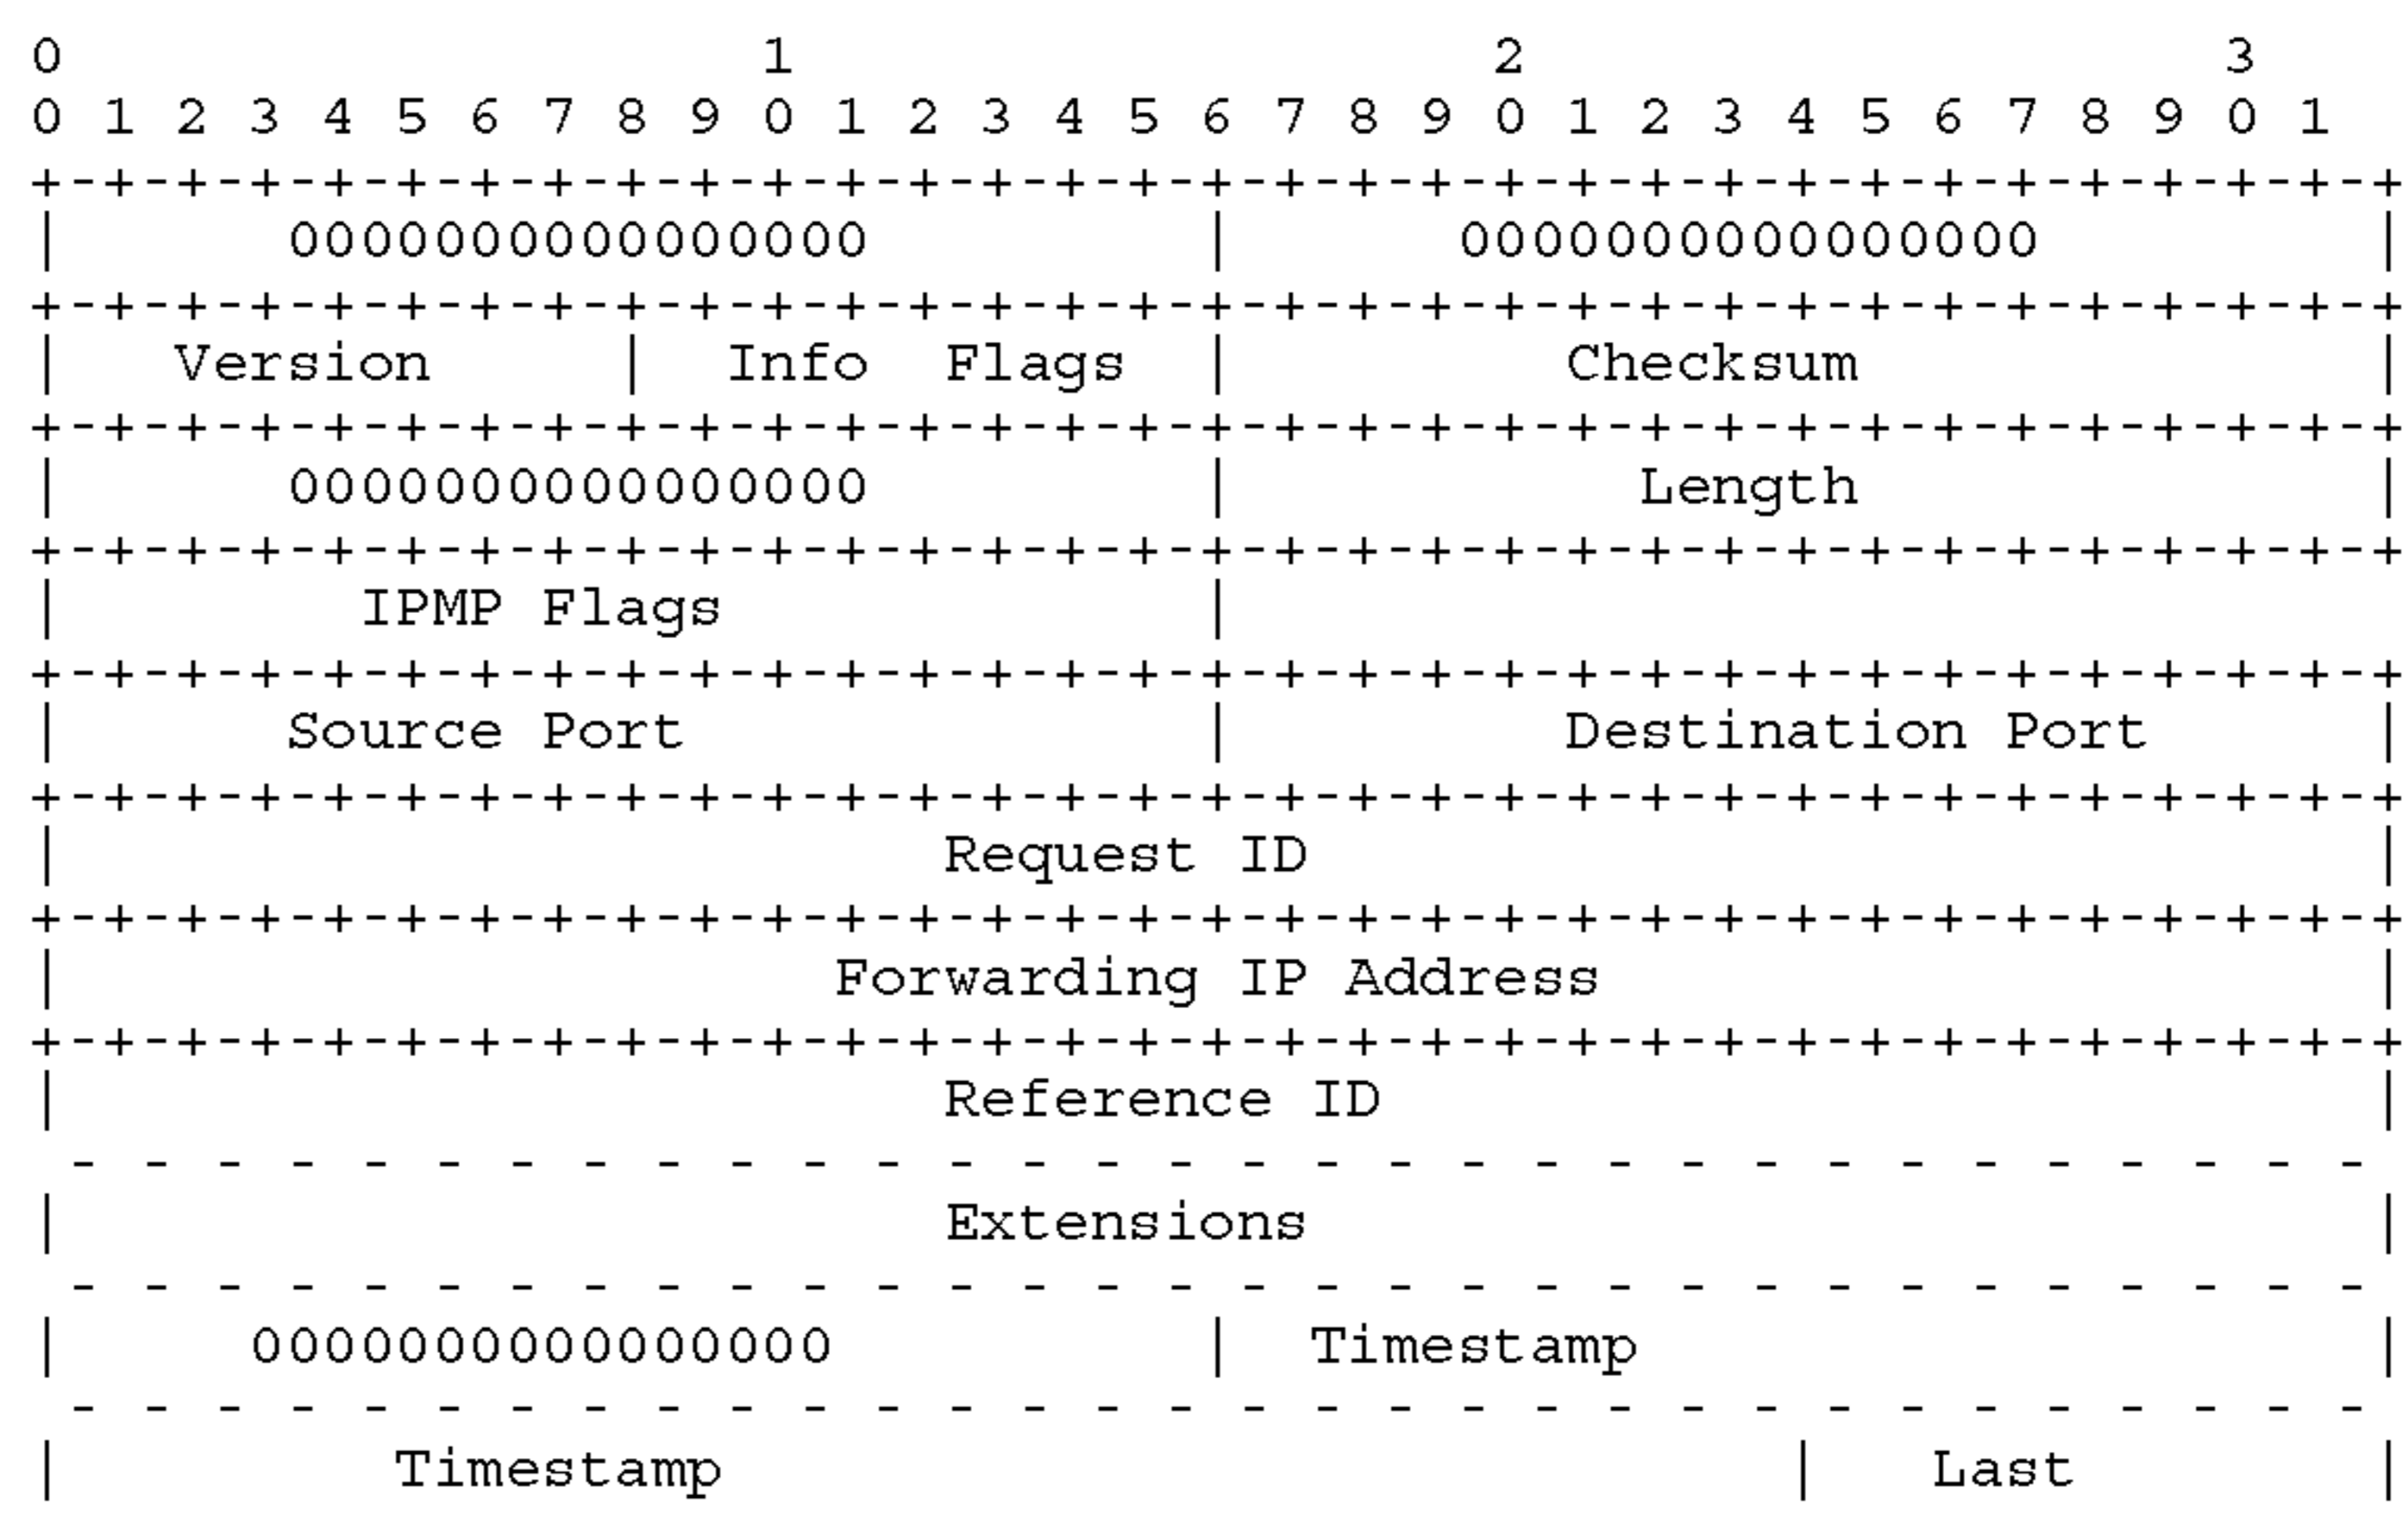 0                   1                   2                   3
0 1 2 3 4 5 6 7 8 9 0 1 2 3 4 5 6 7 8 9 0 1 2 3 4 5 6 7 8 9 0 1
+-+-+-+-+-+-+-+-+-+-+-+-+-+-+-+-+-+-+-+-+-+-+-+-+-+-+-+-+-+-+-+-+
|      0000000000000000         |      0000000000000000         |
+-+-+-+-+-+-+-+-+-+-+-+-+-+-+-+-+-+-+-+-+-+-+-+-+-+-+-+-+-+-+-+-+
|   Version     |  Info  Flags  |         Checksum              |
+-+-+-+-+-+-+-+-+-+-+-+-+-+-+-+-+-+-+-+-+-+-+-+-+-+-+-+-+-+-+-+-+
|      0000000000000000         |           Length              |
+-+-+-+-+-+-+-+-+-+-+-+-+-+-+-+-+-+-+-+-+-+-+-+-+-+-+-+-+-+-+-+-+
|        IPMP Flags             |
+-+-+-+-+-+-+-+-+-+-+-+-+-+-+-+-+-+-+-+-+-+-+-+-+-+-+-+-+-+-+-+-+
|      Source Port              |         Destination Port      |
+-+-+-+-+-+-+-+-+-+-+-+-+-+-+-+-+-+-+-+-+-+-+-+-+-+-+-+-+-+-+-+-+
|                        Request ID                             |
+-+-+-+-+-+-+-+-+-+-+-+-+-+-+-+-+-+-+-+-+-+-+-+-+-+-+-+-+-+-+-+-+
|                     Forwarding IP Address                     |
+-+-+-+-+-+-+-+-+-+-+-+-+-+-+-+-+-+-+-+-+-+-+-+-+-+-+-+-+-+-+-+-+
|                        Reference ID                           |
 - - - - - - - - - - - - - - - - - - - - - - - - - - - - - - - -
|                        Extensions                             |
 - - - - - - - - - - - - - - - - - - - - - - - - - - - - - - - -
|     0000000000000000          |  Timestamp                    |
 - - - - - - - - - - - - - - - - - - - - - - - - - - - - - - - -
|         Timestamp                             |   Last        |